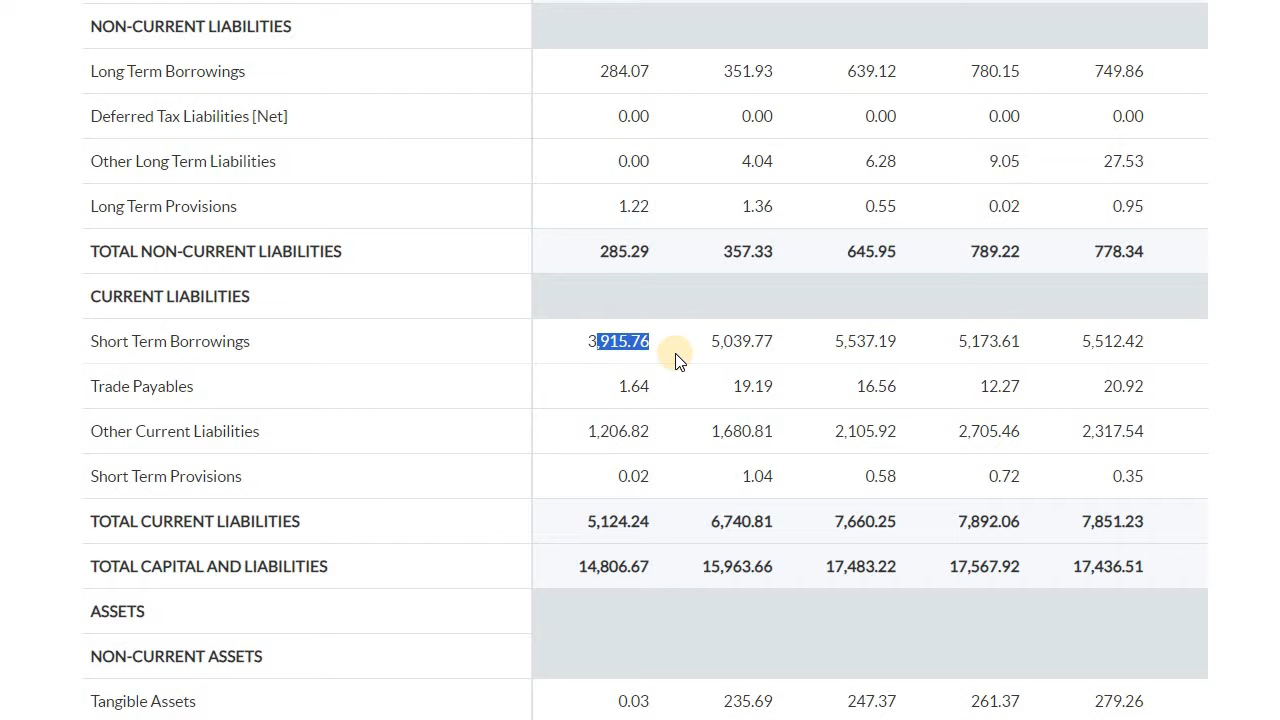 NON-CURRENT LIABILITIES
Long Term Borrowings 284.07 351.93 639.12 780.15 749.86
Deferred Tax Liabilities [Net] 0.00 0.00 0.00 0.00 0.00
Other Long Term Liabilities 0.00 4.04 6.28 9.05 27.53
Long Term Provisions 1.22 1.36 0.55 0.02 0.95
TOTAL NON-CURRENT LIABILITIES 285.29 357.33 645.95 789.22 778.34
CURRENT LIABILITIES
Short Term Borrowings 3,915.76 5,039.77 5,537.19 5,173.61 5,512.42
Trade Payables 1.64 19.19 16.56 12.27 20.92
Other Current Liabilities 1,206.82 1,680.81 2,105.92 2,705.46 2,317.54
Short Term Provisions 0.02 1.04 0.58 0.72 0.35
TOTAL CURRENT LIABILITIES 5,124.24 6,740.81 7,660.25 7,892.06 7,851.23
TOTAL CAPITAL AND LIABILITIES 14,806.67 15,963.66 17,483.22 17,567.92 17,436.51
ASSETS
NON-CURRENT ASSETS
Tangible Assets 0.03 235.69 247.37 261.37 279.26